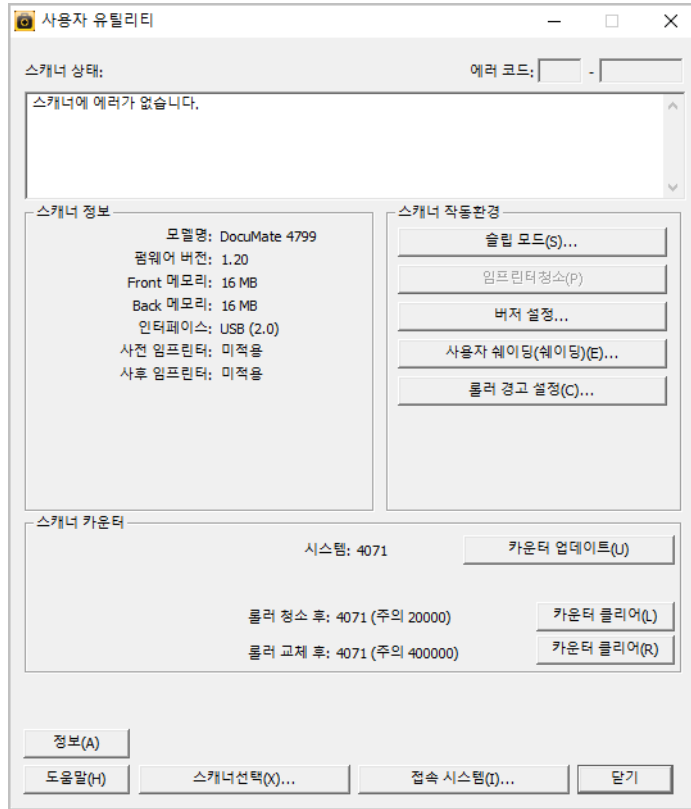 사용자 유틸리티
스캐너 상태:
에러 코드: -
스캐너에 에러가 없습니다.
스캐너 정보
모델명: DocuMate 4799
펌웨어 버전: 1.20
Front 메모리: 16 MB
Back 메모리: 16 MB
인터페이스: USB (2.0)
사전 임프린터: 미적용
사후 임프린터: 미적용
스캐너 작동환경
슬립 모드(S)...
임프린터청소(P)
버저 설정...
사용자 쉐이딩(쉐이딩)(E)...
롤러 경고 설정(C)...
스캐너 카운터
시스템: 4071
카운터 업데이트(U)
롤러 청소 후: 4071 (주의 20000)
카운터 클리어(L)
롤러 교체 후: 4071 (주의 400000)
카운터 클리어(R)
정보(A)
도움말(H)
스캐너선택(X)...
접속 시스템(I)...
닫기